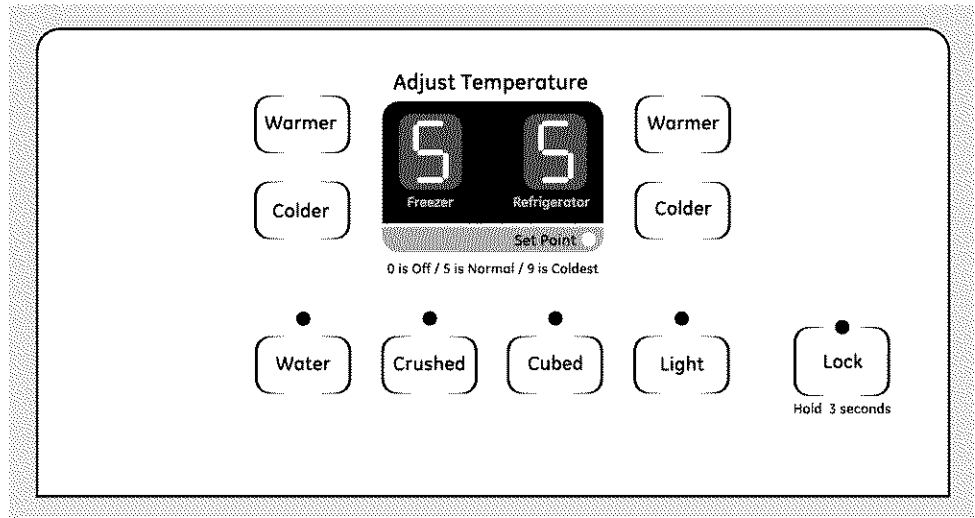 Adjust Temperature
Warmer
5 5
Warmer
Colder
Freezer Refrigerator
Colder
Set Point
0 is Off / 5 is Normal / 9 is Coldest
Water
Crushed
Cubed
Light
Lock
Hold 3 seconds